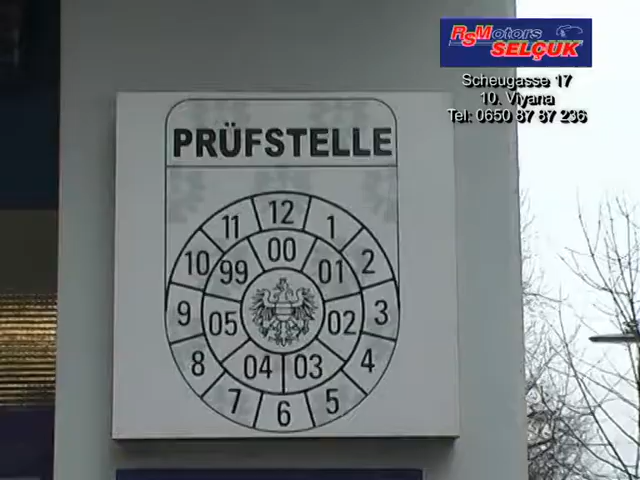 RSMotors
SELÇUK
Scheugasse 17
10. Viyana
Tel: 0650 87 87 236
PRÜFSTELLE
12
11 1
00
10 99 01 2
9 05 02 3
8 04 03 4
7 6 5